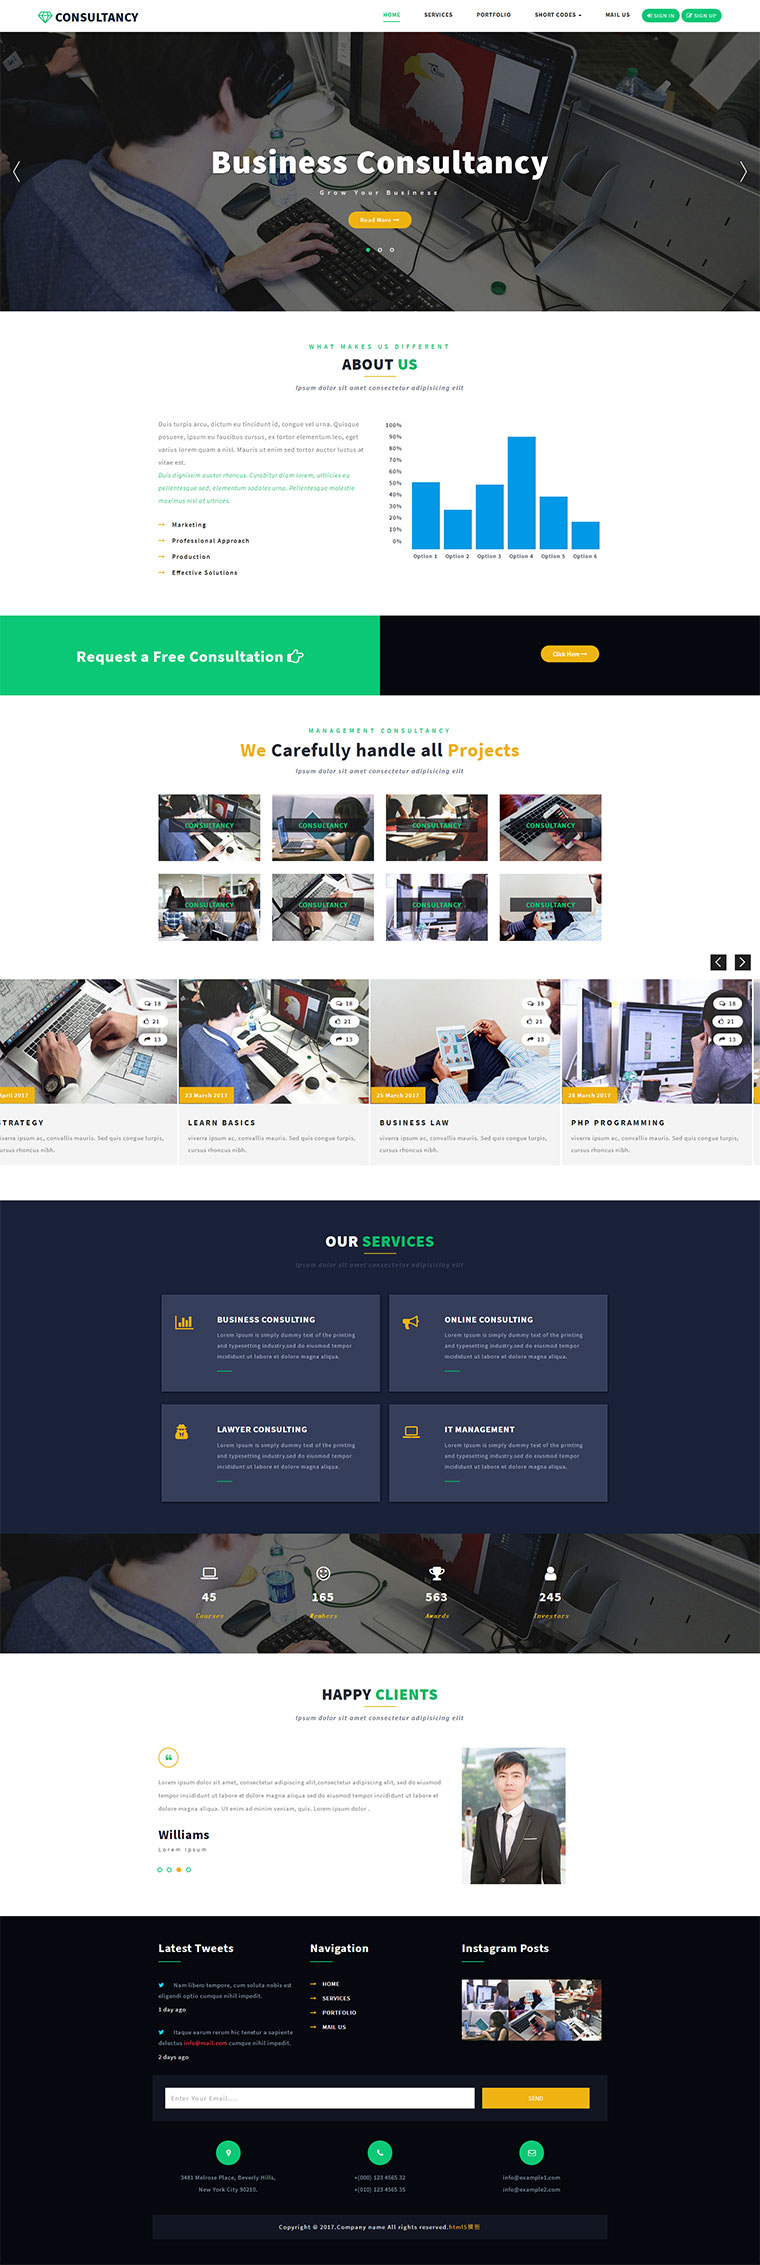 CONSULTANCY
HOME SERVICES PORTFOLIO SHORT CODES MAIL US SIGN IN SIGN UP
Business Consultancy
Grow Your Business
Read More
WHAT MAKES US DIFFERENT
ABOUT US
Ipsum dolor sit amet consectetur adipisicing elit
Duis turpis arcu, dictum eu tincidunt id, congue vel urna. Quisque
posuere, ipsum eu faucibus cursus, ex tortor elementum leo, eget
varius lorem quam a nisl. Mauris ut enim sed tortor auctor luctus at
vitae est.
Duis dignissim auctor rhoncus. Curabitur diam lorem, ultricies eu
pellentesque sed, elementum sodales urna. Pellentesque molestie
maximus nisl at ultrices.
Marketing
Professional Approach
Production
Effective Solutions
100%
90%
80%
70%
60%
50%
40%
30%
20%
10%
0%
Option 1 Option 2 Option 3 Option 4 Option 5 Option 6
Request a Free Consultation
Click Here
MANAGEMENT CONSULTANCY
We Carefully handle all Projects
Ipsum dolor sit amet consectetur adipisicing elit
CONSULTANCY CONSULTANCY CONSULTANCY CONSULTANCY
CONSULTANCY CONSULTANCY CONSULTANCY CONSULTANCY
18 18 18 18
21 21 21 21
13 13 13 13
April 2017 23 March 2017 25 March 2017 28 March 2017
TRATEGY
viverra ipsum ac, convallis mauris. Sed quis congue turpis,
ursus rhoncus nibh.
LEARN BASICS
viverra ipsum ac, convallis mauris. Sed quis congue turpis,
cursus rhoncus nibh.
BUSINESS LAW
viverra ipsum ac, convallis mauris. Sed quis congue turpis,
cursus rhoncus nibh.
PHP PROGRAMMING
viverra ipsum ac, convallis mauris. Sed quis congue turpis,
cursus rhoncus nibh.
OUR SERVICES
Ipsum dolor sit amet consectetur adipisicing elit
BUSINESS CONSULTING
Lorem Ipsum is simply dummy text of the printing
and typesetting industry.sed do eiusmod tempor
incididunt ut labore et dolore magna aliqua.
ONLINE CONSULTING
Lorem Ipsum is simply dummy text of the printing
and typesetting industry.sed do eiusmod tempor
incididunt ut labore et dolore magna aliqua.
LAWYER CONSULTING
Lorem Ipsum is simply dummy text of the printing
and typesetting industry.sed do eiusmod tempor
incididunt ut labore et dolore magna aliqua.
IT MANAGEMENT
Lorem Ipsum is simply dummy text of the printing
and typesetting industry.sed do eiusmod tempor
incididunt ut labore et dolore magna aliqua.
45 165 563 245
Courses Members Awards Investors
HAPPY CLIENTS
Ipsum dolor sit amet consectetur adipisicing elit
Lorem ipsum dolor sit amet, consectetur adipiscing elit,consectetur adipiscing elit, sed do eiusmod
tempor incididunt ut labore et dolore magna aliqua sed do eiusmod tempor incididunt ut labore et
dolore magna aliqua. Ut enim ad minim veniam, quis. Lorem ipsum dolor .
Williams
Lorem Ipsum
Latest Tweets
Nam libero tempore, cum soluta nobis est
eligendi optio cumque nihil impedit.
1 day ago
Itaque earum rerum hic tenetur a sapiente
delectus info@mail.com cumque nihil impedit.
2 days ago
Navigation
HOME
SERVICES
PORTFOLIO
MAIL US
Instagram Posts
Enter Your Email.... SEND
3481 Melrose Place, Beverly Hills,
New York City 90210.
+(000) 123 4565 32
+(010) 123 4565 35
info@example1.com
info@example2.com
Copyright © 2017.Company name All rights reserved.html5模板